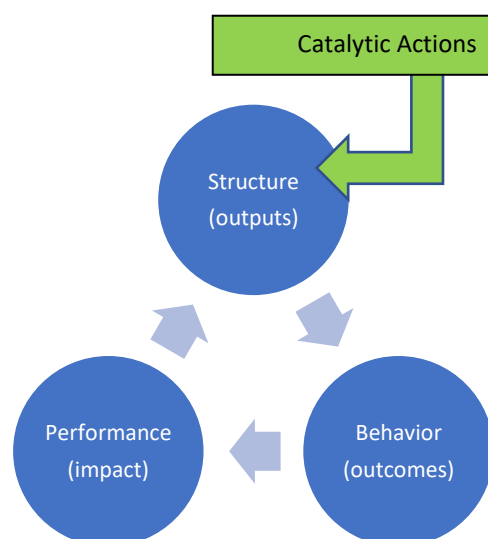 Catalytic Actions
Structure
(outputs)
Performance
(impact)
Behavior
(outcomes)